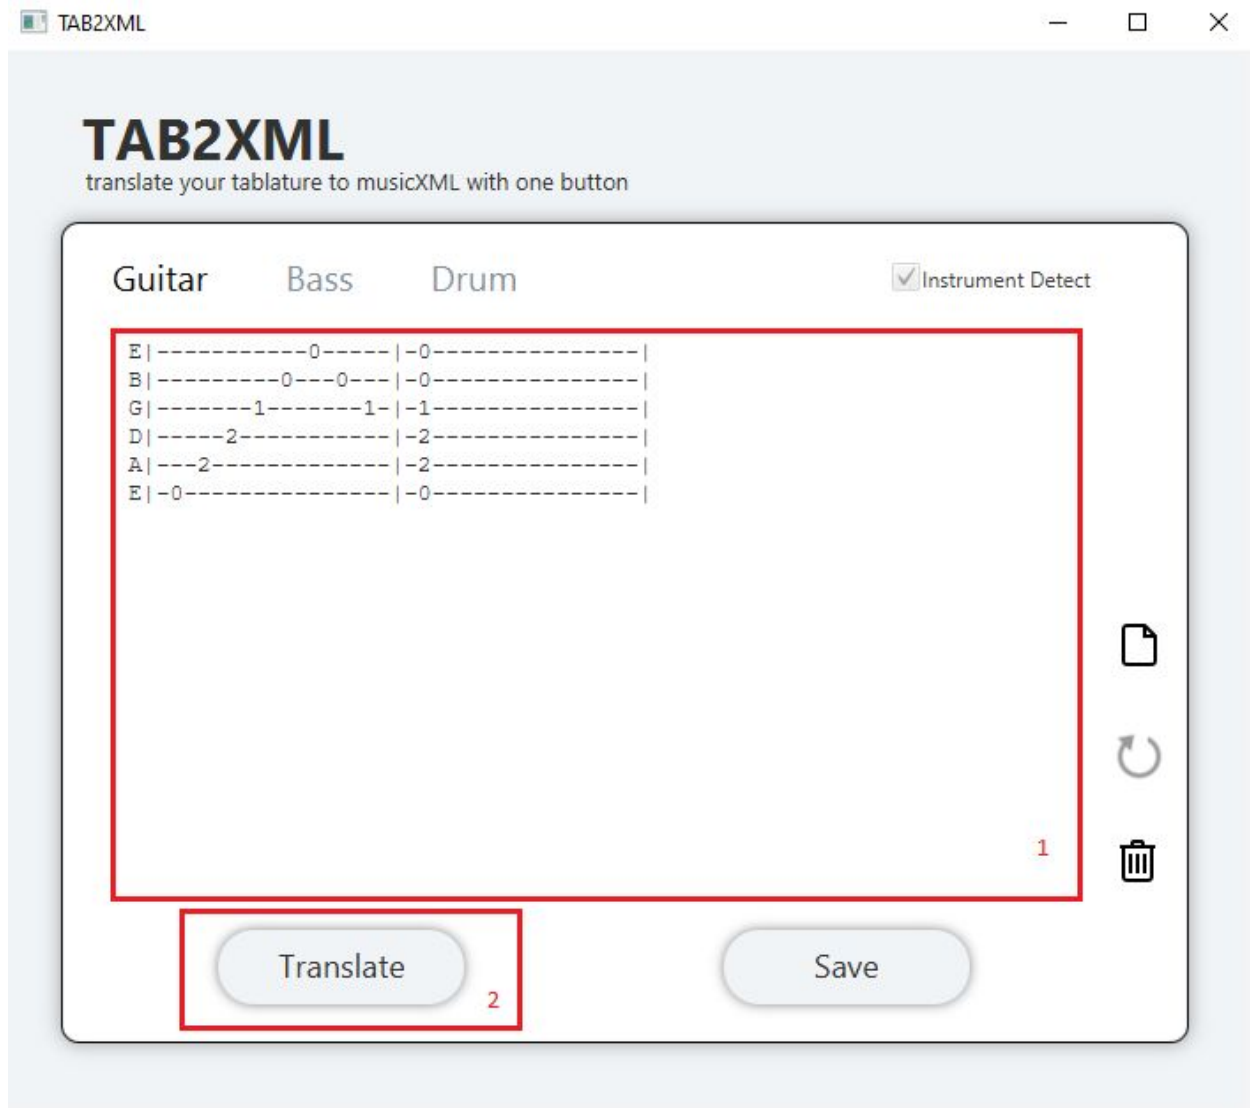 TAB2XML
TAB2XML
translate your tablature to musicXML with one button
Guitar Bass Drum Instrument Detect
E|-----------0-----|-0---------------|
B|---------0---0---|-0---------------|
G|-------1-------1-|-1---------------|
D|-----2-----------|-2---------------|
A|---2-------------|-2---------------|
E|-0---------------|-0---------------|
1
Translate Save
2